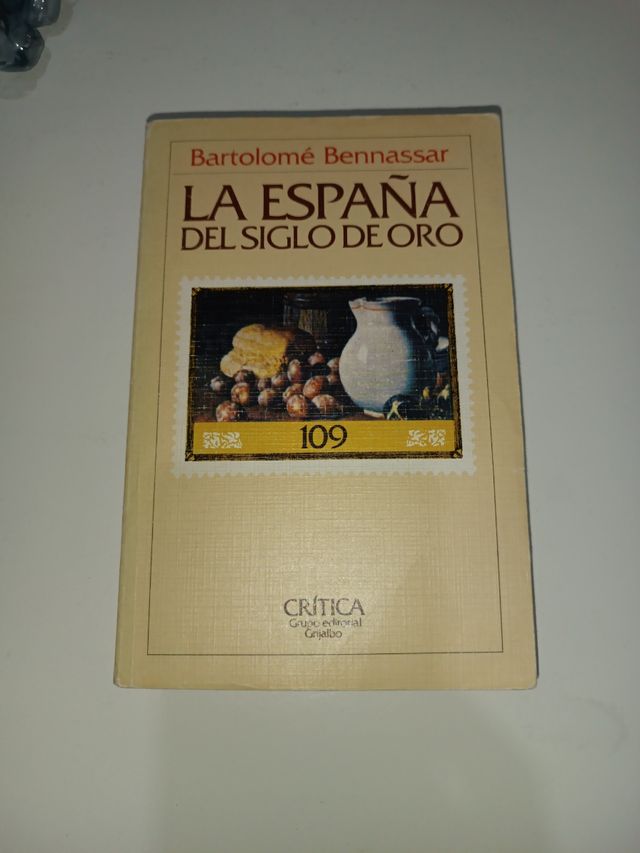 Bartolomé Bennassar
LA ESPAÑA
DEL SIGLO DE ORO
109
CRÍTICA
Grupo editorial
Grijalbo